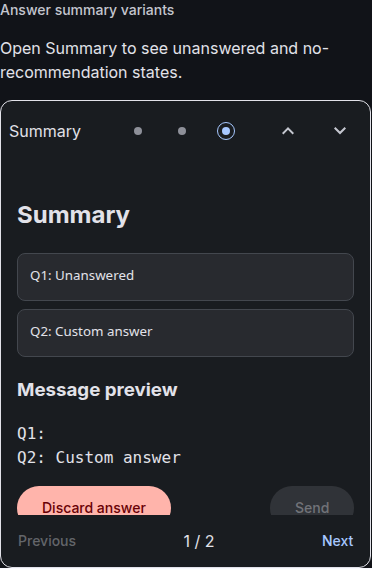 Answer summary variants
Open Summary to see unanswered and no-
recommendation states.
Summary
Summary
Q1: Unanswered
Q2: Custom answer
Message preview
Q1:
Q2: Custom answer
Discard answer
Send
Previous
1 / 2
Next